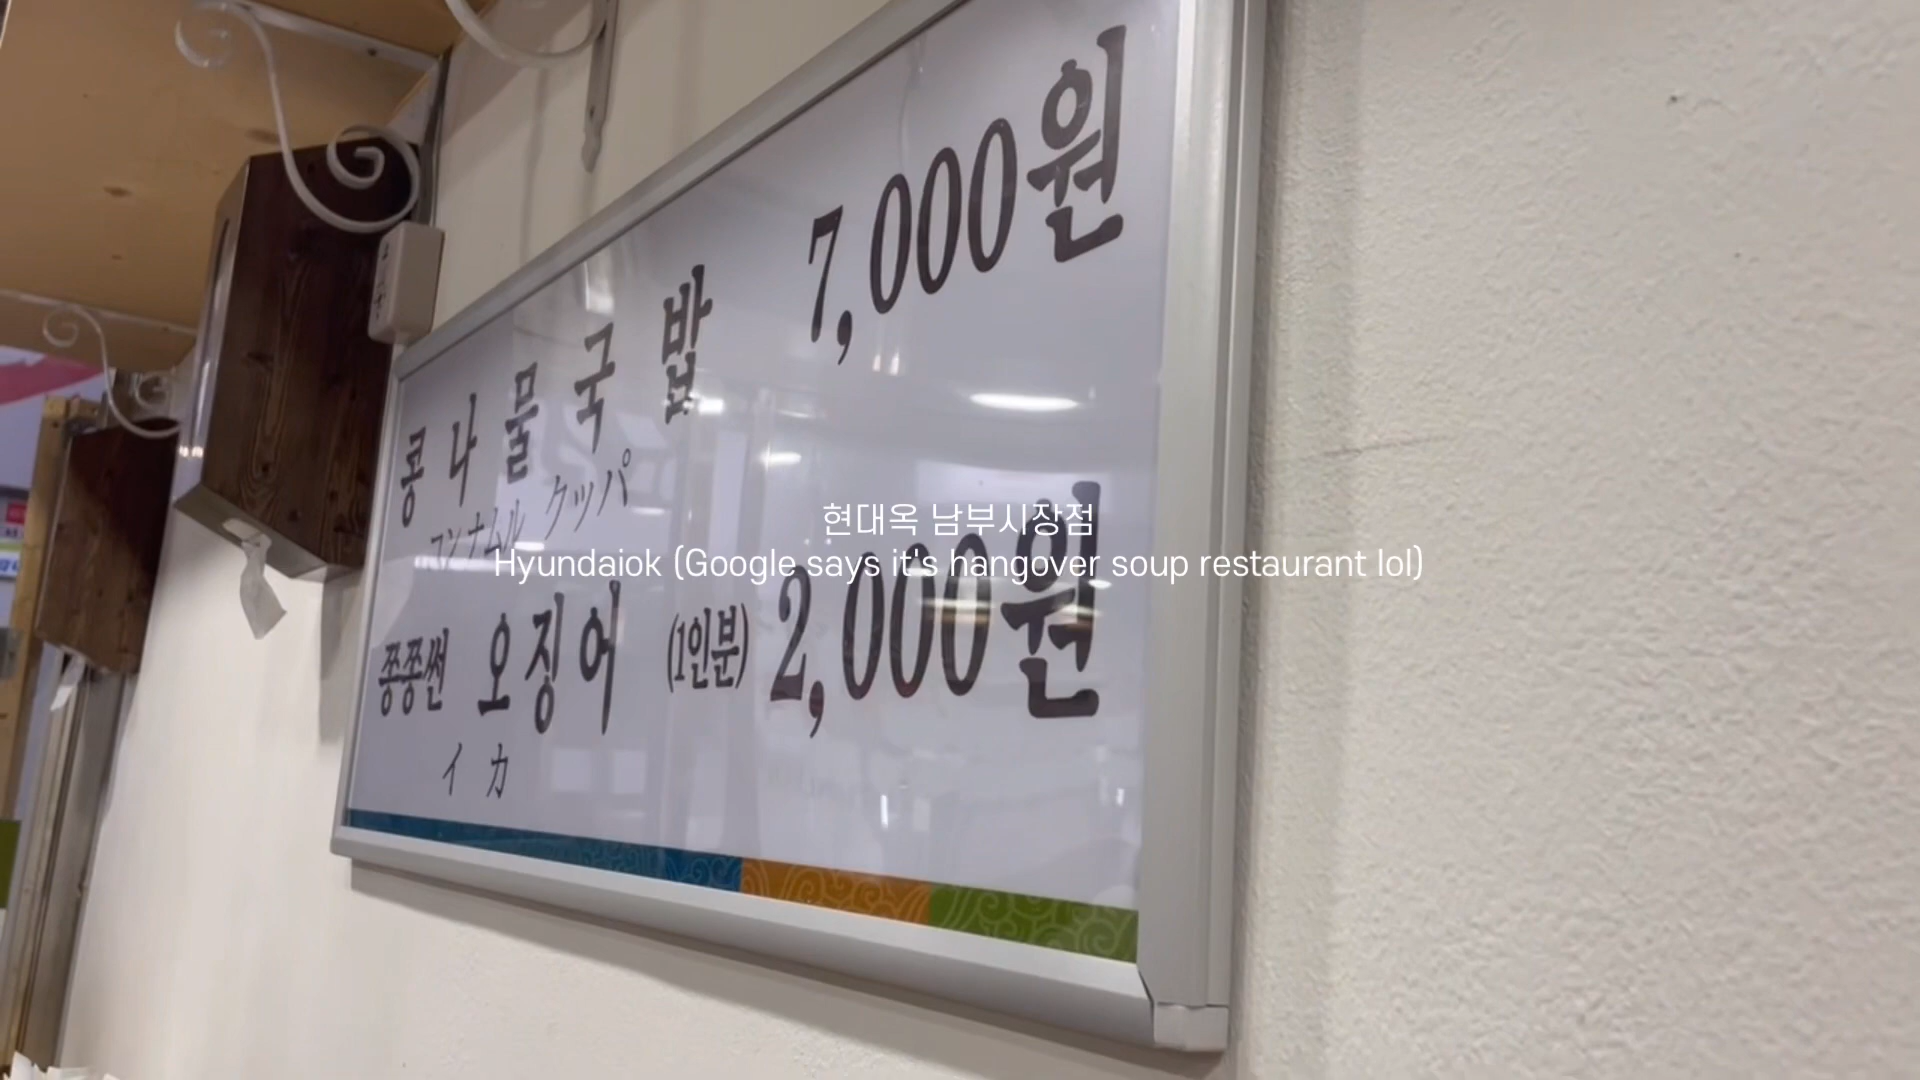 콩나물국밥 7,000원
コンナムル クッパ
현대옥 남부시장점
Hyundaiok (Google says it's hangover soup restaurant lol)
쫑쫑썬 오징어 (1인분) 2,000원
イカ